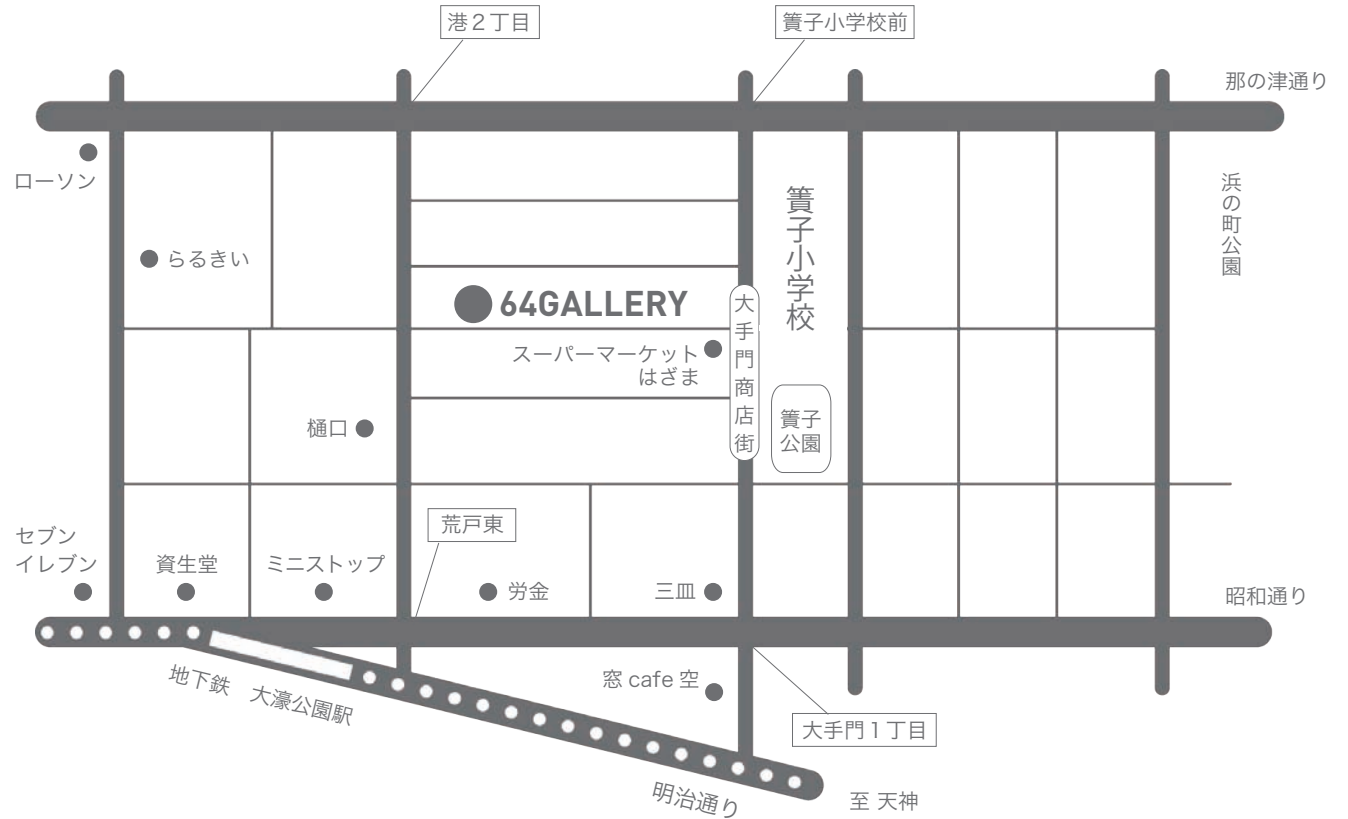 港２丁目
簀子小学校前
那の津通り
ローソン
浜の町公園
簀子小学校
らるきい
64GALLERY
大手門商店街
スーパーマーケット
はざま
簀子
公園
樋口
荒戸東
セブン
イレブン
資生堂
ミニストップ
労金
三皿
昭和通り
地下鉄　大濠公園駅
窓 cafe 空
大手門１丁目
明治通り
至 天神